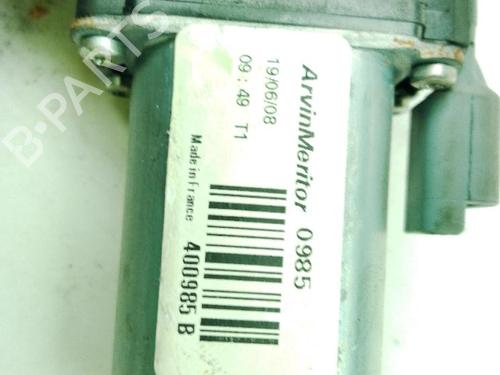 ArvinMeritor 0985
19/06/08
09 : 49 T1
Made in France 400985 B
B-PARTS